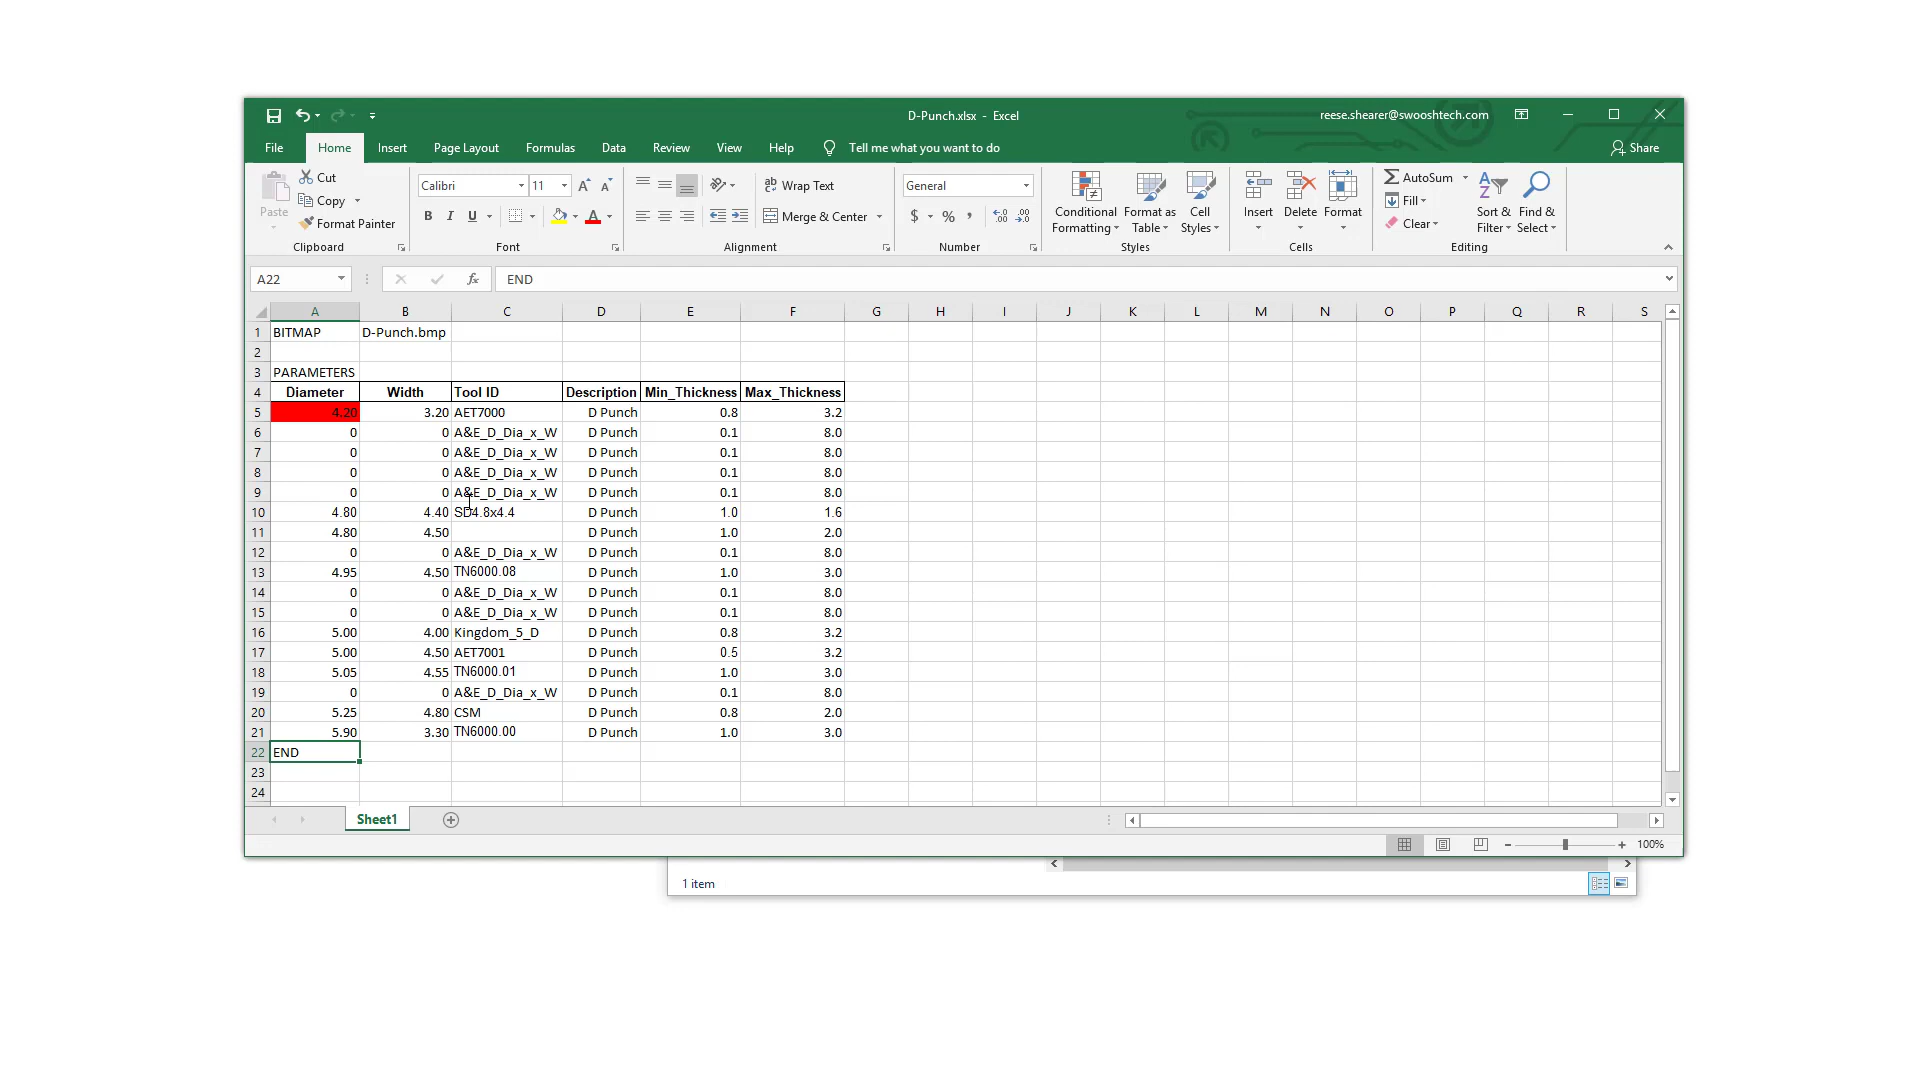 D-Punch.xlsx - Excel
reese.shearer@swooshtech.com
File Home Insert Page Layout Formulas Data Review View Help Tell me what you want to do Share
Paste
Cut
Copy
Format Painter
Clipboard
Calibri 11
B I U
Font
Wrap Text
Merge & Center
Alignment
General
$ % ,
Number
Conditional Formatting
Format as Table
Cell Styles
Styles
Insert Delete Format
Cells
AutoSum
Fill
Clear
Sort & Filter
Find & Select
Editing
A22 fx END
A B C D E F G H I J K L M N O P Q R S
1 BITMAP D-Punch.bmp
2
3 PARAMETERS
4 Diameter Width Tool ID Description Min_Thickness Max_Thickness
5 4.20 3.20 AET7000 D Punch 0.8 3.2
6 0 0 A&E_D_Dia_x_W D Punch 0.1 8.0
7 0 0 A&E_D_Dia_x_W D Punch 0.1 8.0
8 0 0 A&E_D_Dia_x_W D Punch 0.1 8.0
9 0 0 A&E_D_Dia_x_W D Punch 0.1 8.0
10 4.80 4.40 SD4.8x4.4 D Punch 1.0 1.6
11 4.80 4.50 D Punch 1.0 2.0
12 0 0 A&E_D_Dia_x_W D Punch 0.1 8.0
13 4.95 4.50 TN6000.08 D Punch 1.0 3.0
14 0 0 A&E_D_Dia_x_W D Punch 0.1 8.0
15 0 0 A&E_D_Dia_x_W D Punch 0.1 8.0
16 5.00 4.00 Kingdom_5_D D Punch 0.8 3.2
17 5.00 4.50 AET7001 D Punch 0.5 3.2
18 5.05 4.55 TN6000.01 D Punch 1.0 3.0
19 0 0 A&E_D_Dia_x_W D Punch 0.1 8.0
20 5.25 4.80 CSM D Punch 0.8 2.0
21 5.90 3.30 TN6000.00 D Punch 1.0 3.0
22 END
23
24
Sheet1
100%
1 item